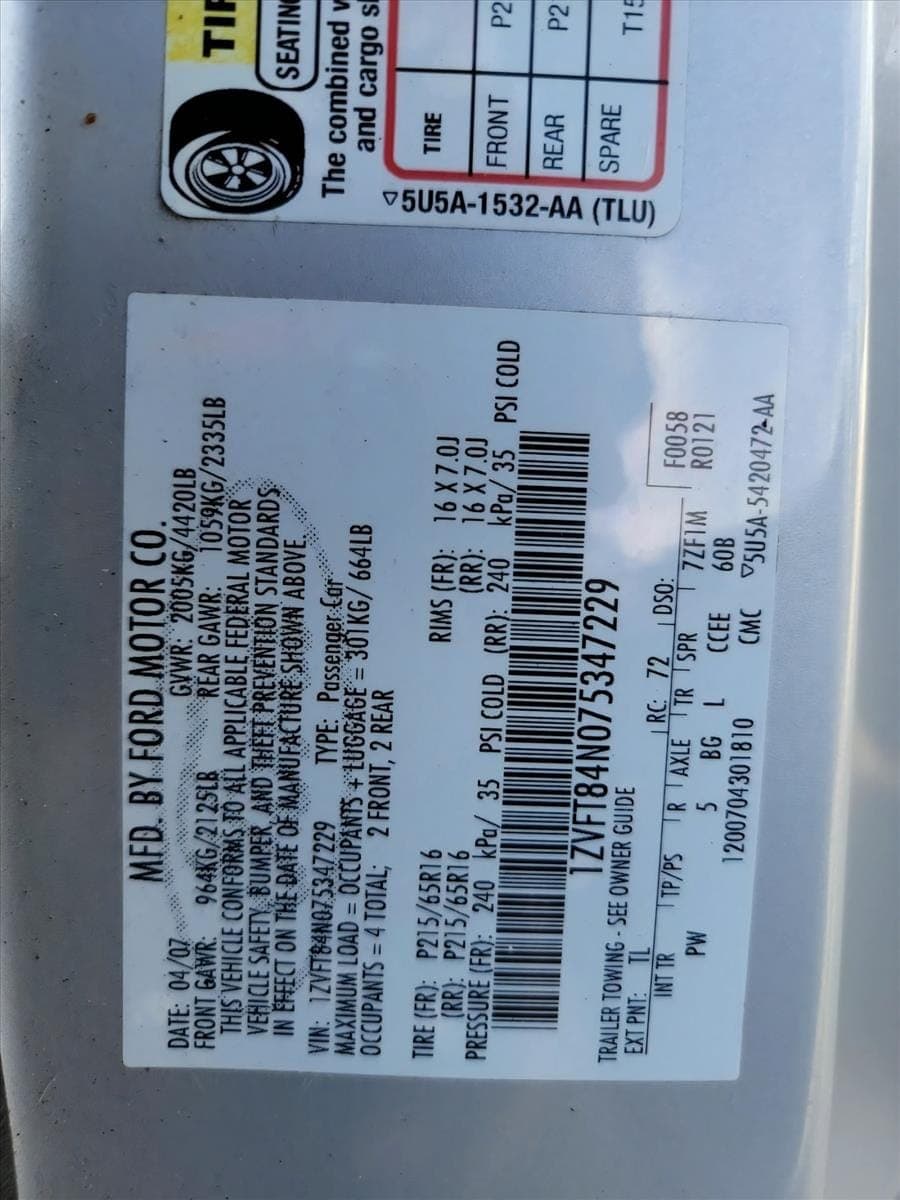 MFD. BY FORD MOTOR CO.
DATE: 04/07 GVWR: 2005KG/4420LB
FRONT GAWR: 964KG/2125LB REAR GAWR: 1059KG/2335LB
THIS VEHICLE CONFORMS TO ALL APPLICABLE FEDERAL MOTOR
VEHICLE SAFETY, BUMPER, AND THEFT PREVENTION STANDARDS
IN EFFECT ON THE DATE OF MANUFACTURE SHOWN ABOVE.
VIN: 1ZVFT84N075347229 TYPE: Passenger Car
MAXIMUM LOAD = OCCUPANTS + LUGGAGE = 301KG/ 664LB
OCCUPANTS = 4 TOTAL; 2 FRONT, 2 REAR
TIRE (FR): P215/65R16 RIMS (FR): 16 X 7.0J
(RR): P215/65R16 (RR): 16 X 7.0J
PRESSURE (FR): 240 kPa/ 35 PSI COLD (RR): 240 kPa/ 35 PSI COLD
1ZVFT84N075347229
TRAILER TOWING - SEE OWNER GUIDE
EXT PNT: TL RC: 72 DSO: F0058
INT TR TP/PS R AXLE TR SPR 7ZF1M R0121
PW 5 BG L CCEE 60B
1200704301810 CMC ▽5U5A-5420472-AA
TIR
SEATIN
The combined w
and cargo s
TIRE
FRONT P2
REAR P2
SPARE T15
▽5U5A-1532-AA (TLU)